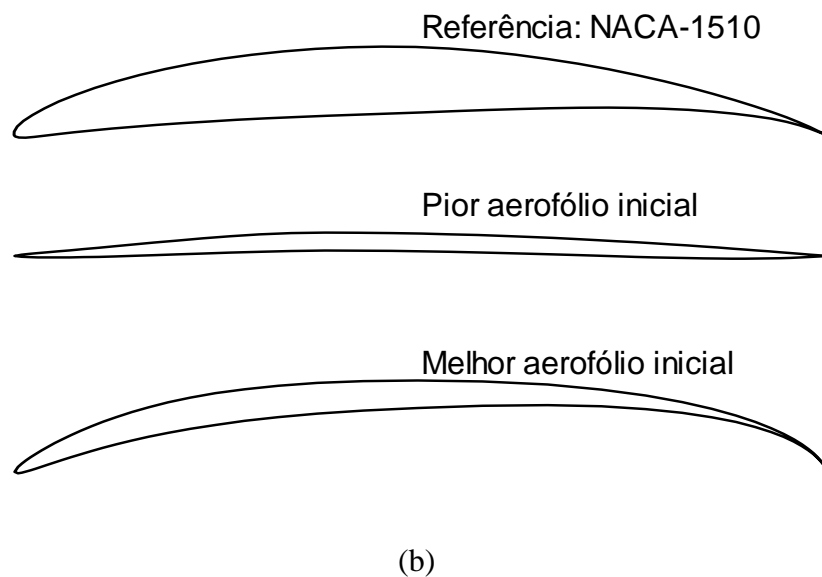 Referência: NACA-1510
Pior aerofólio inicial
Melhor aerofólio inicial
(b)